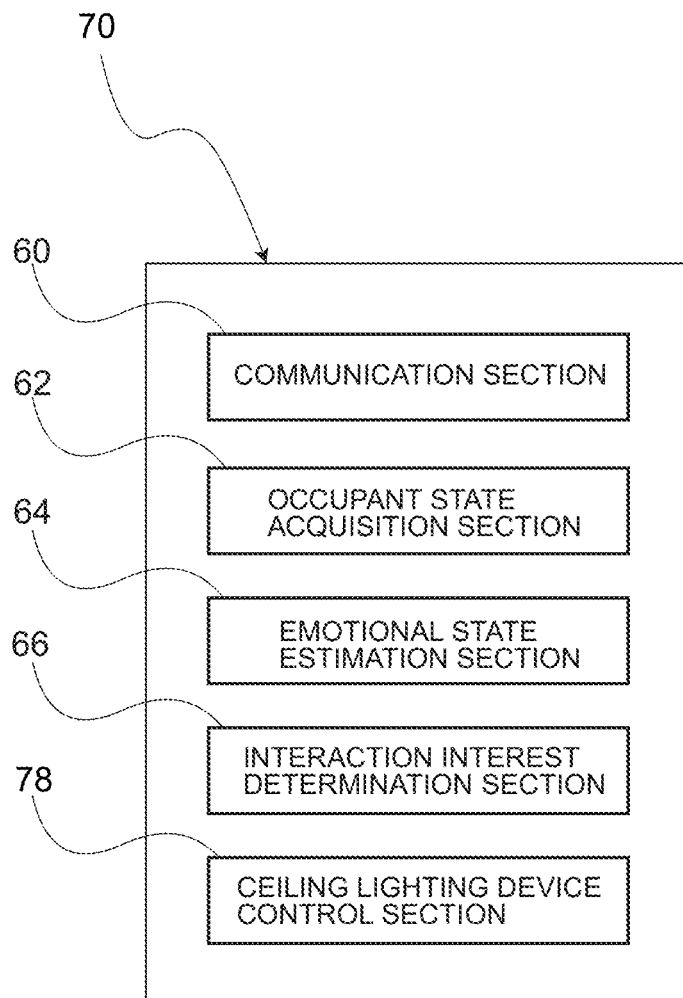 70
60
COMMUNICATION SECTION
62
OCCUPANT STATE
ACQUISITION SECTION
64
EMOTIONAL STATE
ESTIMATION SECTION
66
INTERACTION INTEREST
DETERMINATION SECTION
78
CEILING LIGHTING DEVICE
CONTROL SECTION